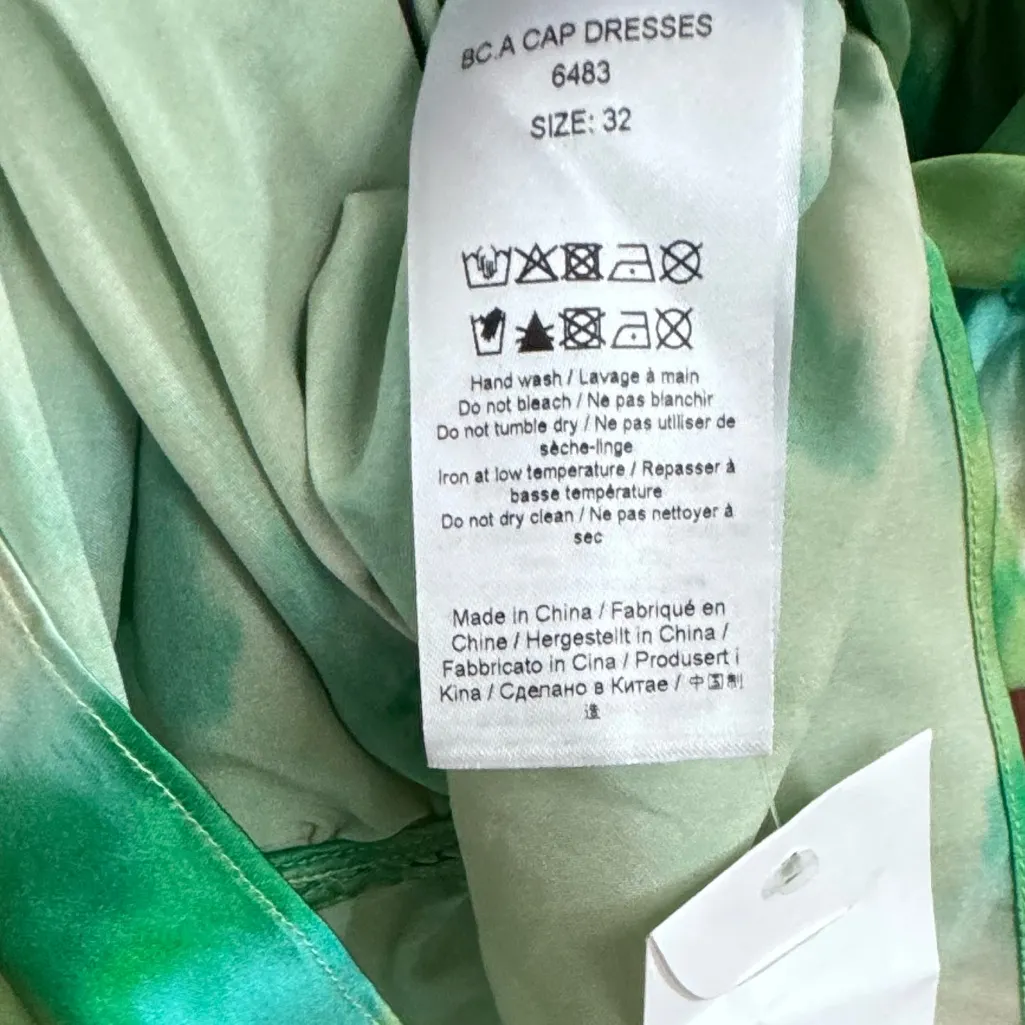 BC.A CAP DRESSES
6483
SIZE: 32
Hand wash / Lavage à main
Do not bleach / Ne pas blanchir
Do not tumble dry / Ne pas utiliser de
sèche-linge
Iron at low temperature / Repasser à
basse température
Do not dry clean / Ne pas nettoyer à
sec
Made in China / Fabriqué en
Chine / Hergestellt in China /
Fabbricato in Cina / Produsert i
Kina / Сделано в Китае / 中国制
造